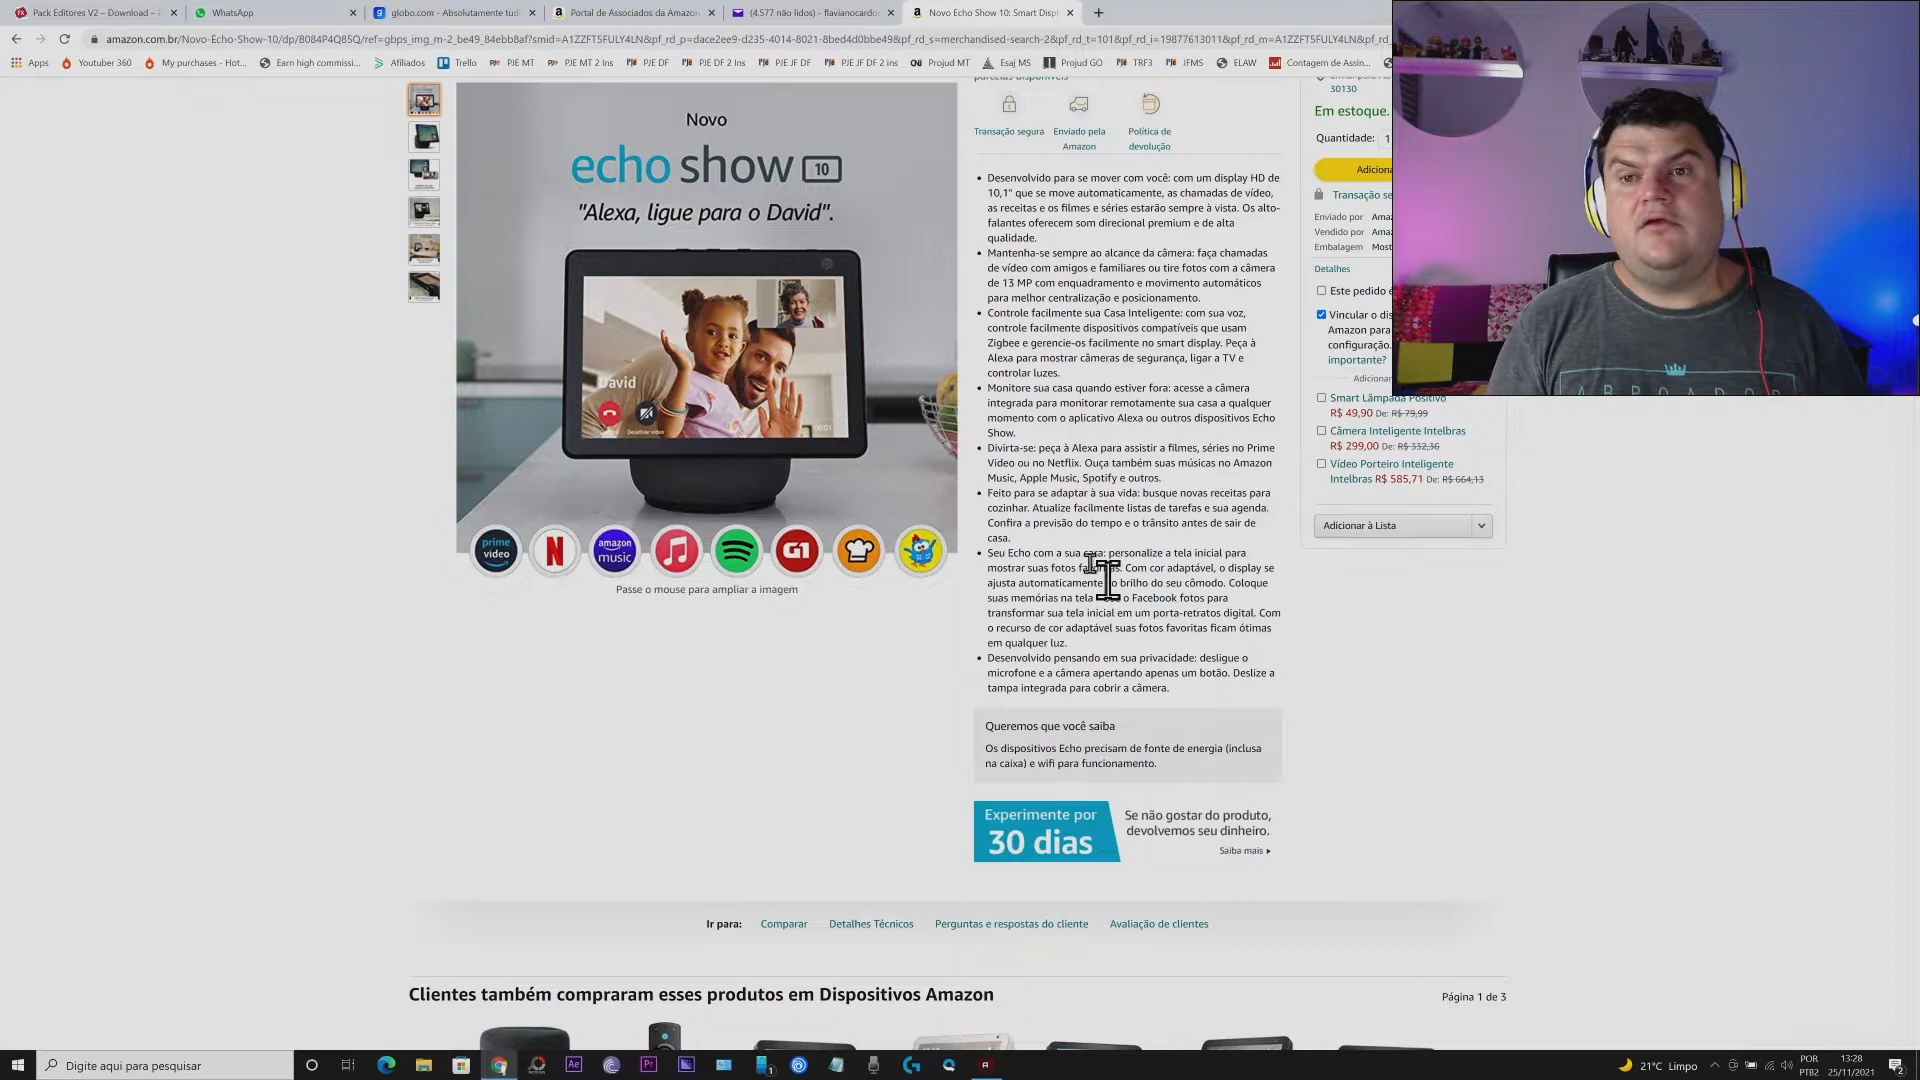 Pack Editores V2 – Download –
WhatsApp
globo.com - Absolutamente tud
Portal de Associados da Amazon
(4.577 não lidos) - flavianocardos
Novo Echo Show 10: Smart Displ
amazon.com.br/Novo-Echo-Show-10/dp/B084P4Q85Q/ref=gbps_img_m-2_be49_84ebb8af?smid=A1ZZFT5FULY4LN&pf_rd_p=dace2ee9-d235-4014-8021-8bed4d0bbe49&pf_rd_s=merchandised-search-2&pf_rd_t=101&pf_rd_i=19877613011&pf_rd_m=A1ZZFT5FULY4LN&pf_
Apps
Youtuber 360
My purchases - Hot...
Earn high commissi...
Afiliados
Trello
PJE MT
PJE MT 2 Ins
PJE DF
PJE DF 2 Ins
PJE JF DF
PJE JF DF 2 ins
Projud MT
Esaj MS
Projud GO
TRF3
JFMS
ELAW
Contagem de Assin...
parcelas disponíveis
Transação segura
Enviado pela
Amazon
Política de
devolução
Novo
echo show 10
"Alexa, ligue para o David".
David
Desativar vídeo
00:01
prime
video
N
amazon
music
G1
Passe o mouse para ampliar a imagem
• Desenvolvido para se mover com você: com um display HD de
10,1" que se move automaticamente, as chamadas de vídeo,
as receitas e os filmes e séries estarão sempre à vista. Os alto-
falantes oferecem som direcional premium e de alta
qualidade.
• Mantenha-se sempre ao alcance da câmera: faça chamadas
de vídeo com amigos e familiares ou tire fotos com a câmera
de 13 MP com enquadramento e movimento automáticos
para melhor centralização e posicionamento.
• Controle facilmente sua Casa Inteligente: com sua voz,
controle facilmente dispositivos compatíveis que usam
Zigbee e gerencie-os facilmente no smart display. Peça à
Alexa para mostrar câmeras de segurança, ligar a TV e
controlar luzes.
• Monitore sua casa quando estiver fora: acesse a câmera
integrada para monitorar remotamente sua casa a qualquer
momento com o aplicativo Alexa ou outros dispositivos Echo
Show.
• Divirta-se: peça à Alexa para assistir a filmes, séries no Prime
Video ou no Netflix. Ouça também suas músicas no Amazon
Music, Apple Music, Spotify e outros.
• Feito para se adaptar à sua vida: busque novas receitas para
cozinhar. Atualize facilmente listas de tarefas e sua agenda.
Confira a previsão do tempo e o trânsito antes de sair de
casa.
• Seu Echo com a sua cara: personalize a tela inicial para
mostrar suas fotos favoritas. Com cor adaptável, o display se
ajusta automaticamente ao brilho do seu cômodo. Coloque
suas memórias na tela o Facebook fotos para
transformar sua tela inicial em um porta-retratos digital. Com
o recurso de cor adaptável suas fotos favoritas ficam ótimas
em qualquer luz.
• Desenvolvido pensando em sua privacidade: desligue o
microfone e a câmera apertando apenas um botão. Deslize a
tampa integrada para cobrir a câmera.
Queremos que você saiba
Os dispositivos Echo precisam de fonte de energia (inclusa
na caixa) e wifi para funcionamento.
Experimente por
30 dias
Se não gostar do produto,
devolvemos seu dinheiro.
Saiba mais ▸
30130
Em estoque.
Quantidade: 1
Adiciona
Transação se
Enviado por Ama
Vendido por Ama
Embalagem Most
Detalhes
Este pedido é
Vincular o dis
Amazon para
configuração.
importante?
Adicionar
Smart Lâmpada Positivo
R$ 49,90 De: R$ 79,99
Câmera Inteligente Intelbras
R$ 299,00 De: R$ 332,36
Vídeo Porteiro Inteligente
Intelbras R$ 585,71 De: R$ 664,13
Adicionar à Lista
Ir para: Comparar Detalhes Técnicos Perguntas e respostas do cliente Avaliação de clientes
Clientes também compraram esses produtos em Dispositivos Amazon
Página 1 de 3
Digite aqui para pesquisar
Ae
Pr
21°C Limpo
POR
PTB2
13:28
25/11/2021